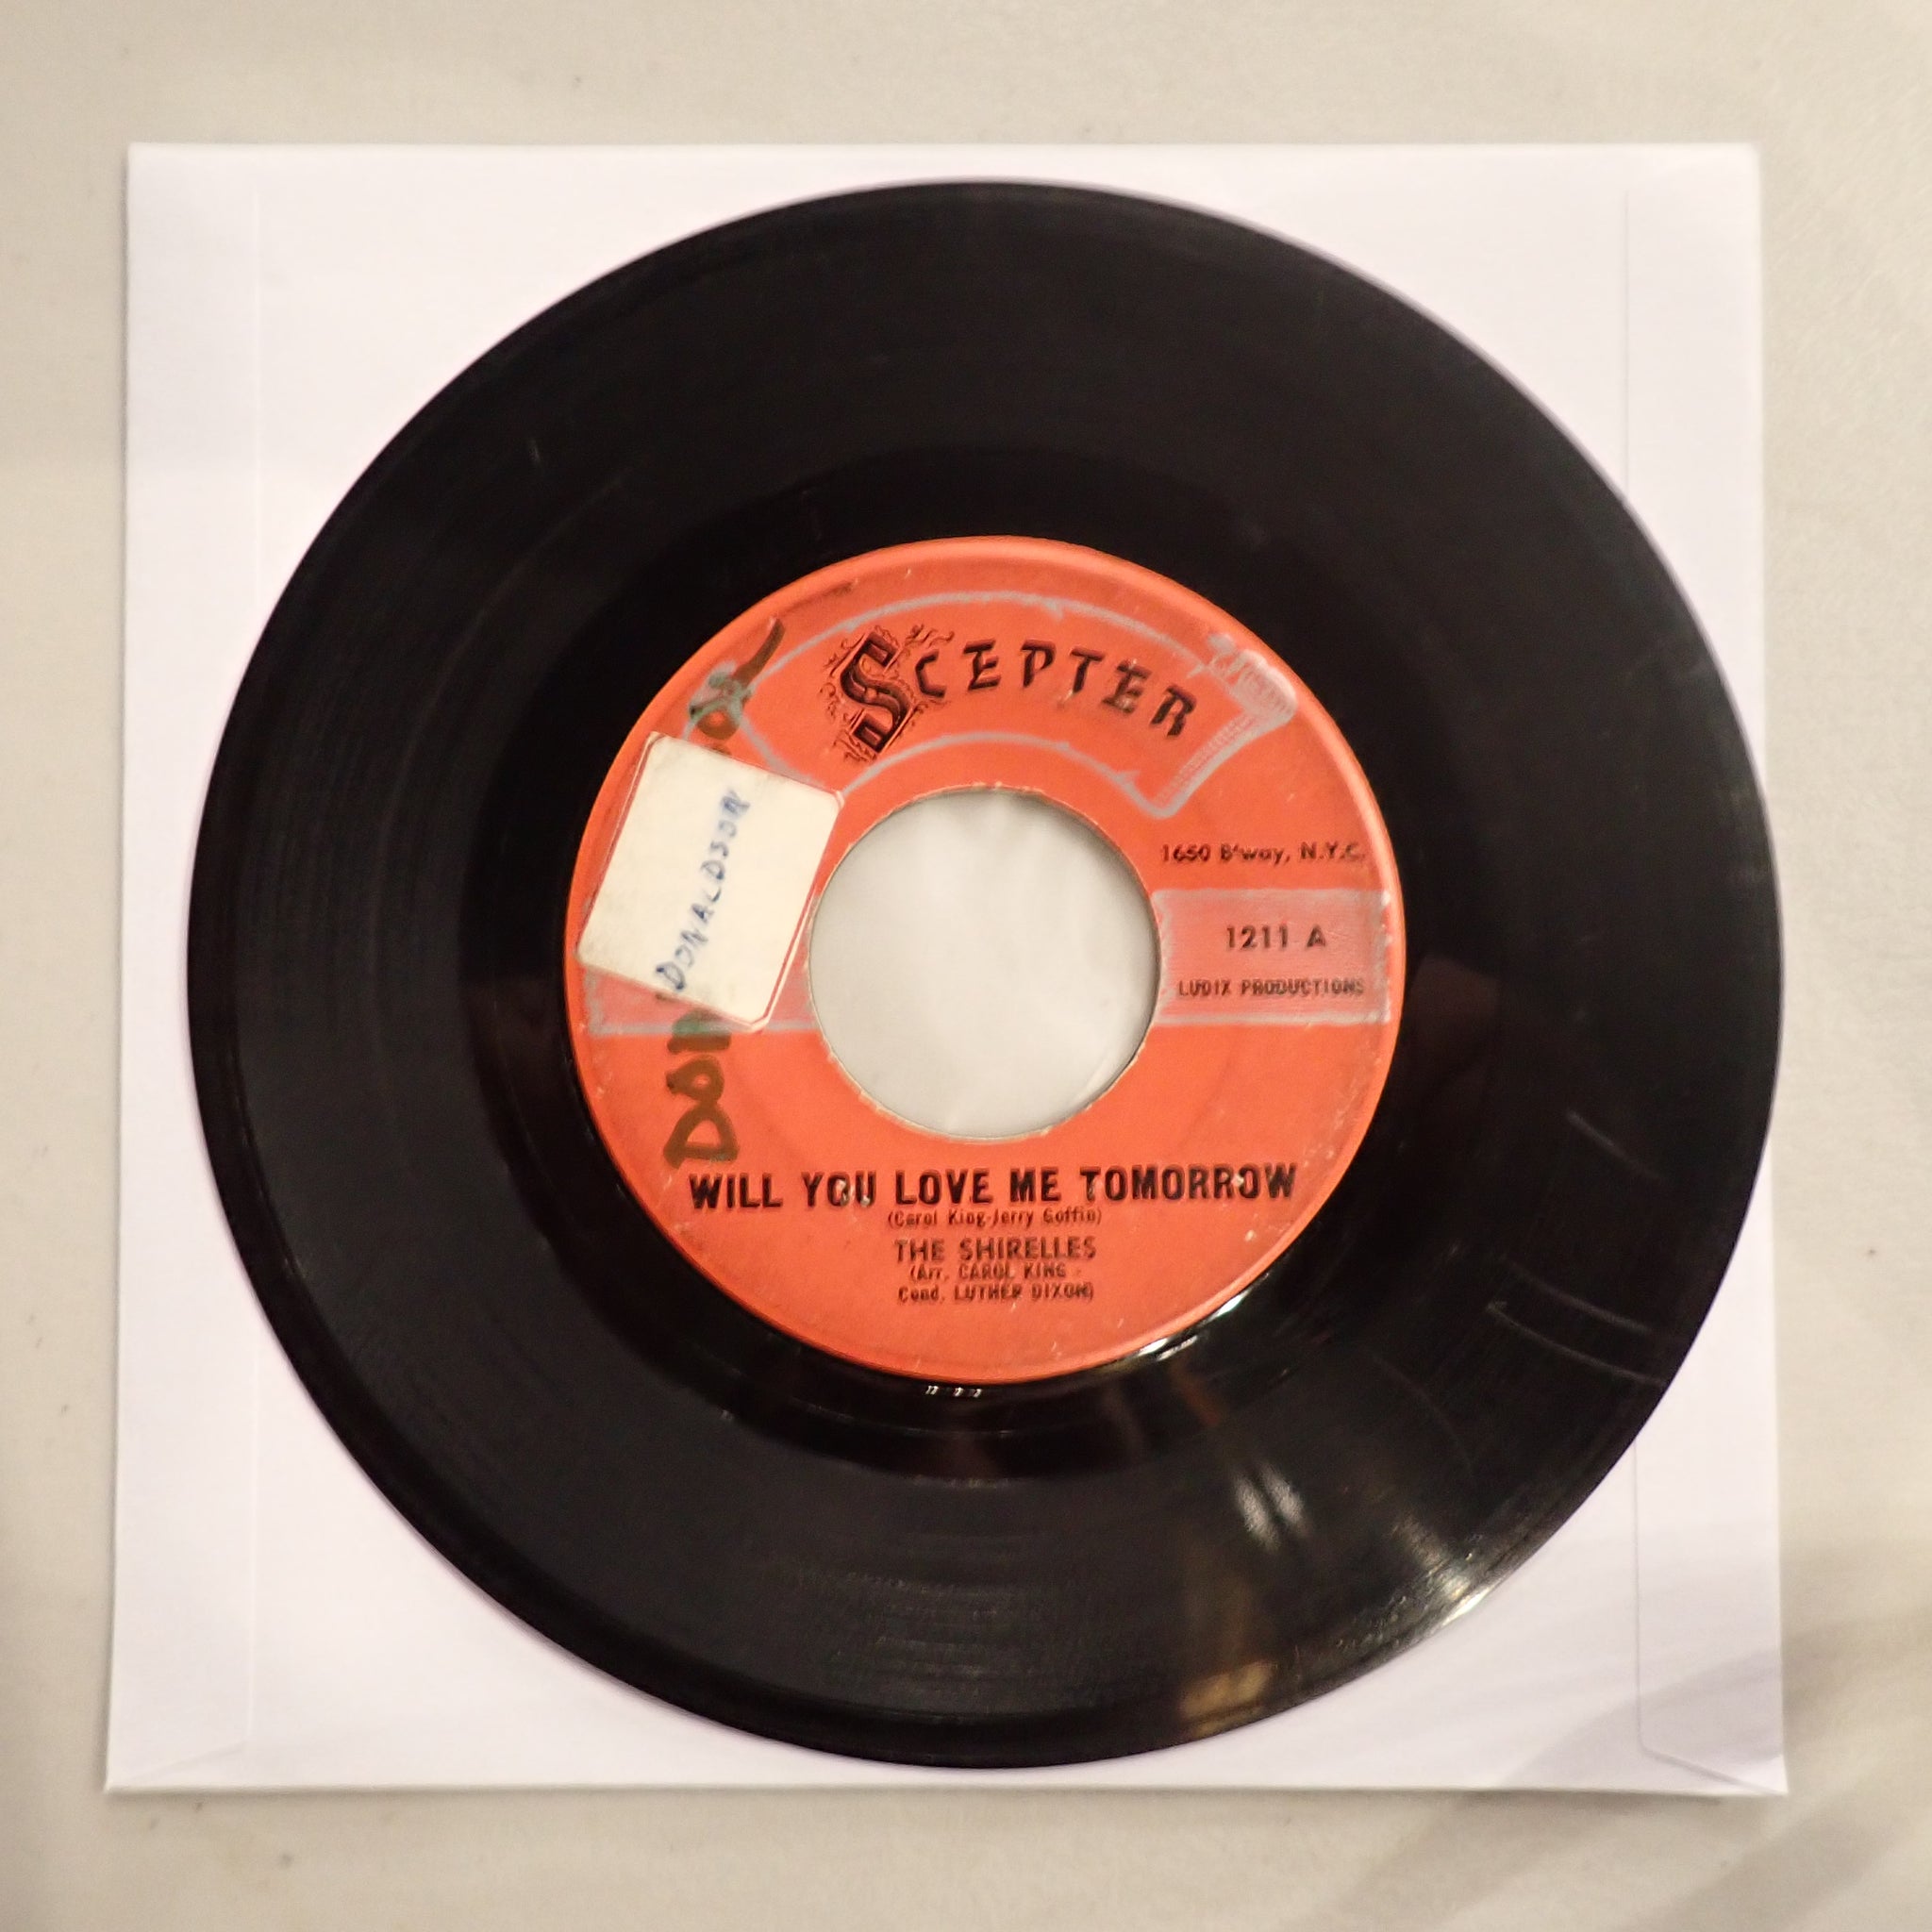 SCEPTER
1650 B'way, N.Y.C.
1211 A
LUDIX PRODUCTIONS
DONALDSON
WILL YOU LOVE ME TOMORROW
(Carol King-Jerry Goffin)
THE SHIRELLES
(Arr. CAROL KING -
Cond. LUTHER DIXON)